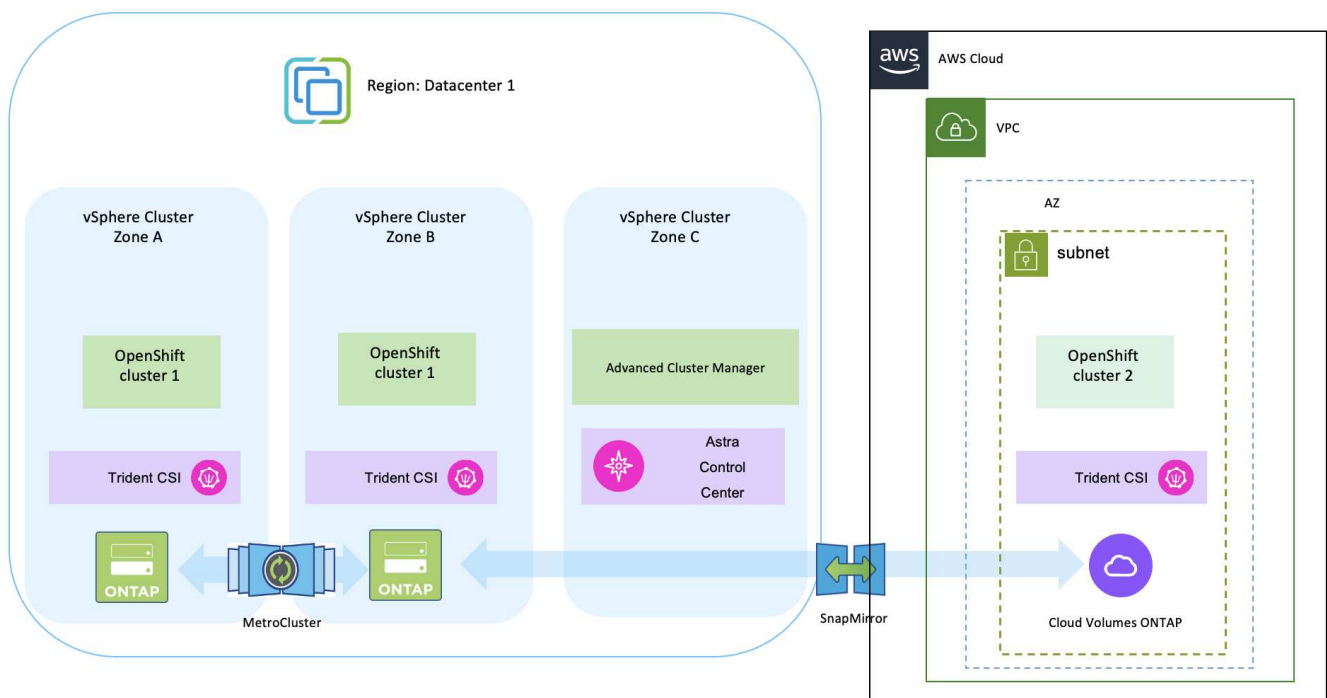 Region: Datacenter 1
vSphere Cluster
Zone A
OpenShift
cluster 1
Trident CSI
ONTAP
MetroCluster
vSphere Cluster
Zone B
OpenShift
cluster 1
Trident CSI
ONTAP
vSphere Cluster
Zone C
Advanced Cluster Manager
Astra
Control
Center
SnapMirror
aws
AWS Cloud
VPC
AZ
subnet
OpenShift
cluster 2
Trident CSI
Cloud Volumes ONTAP